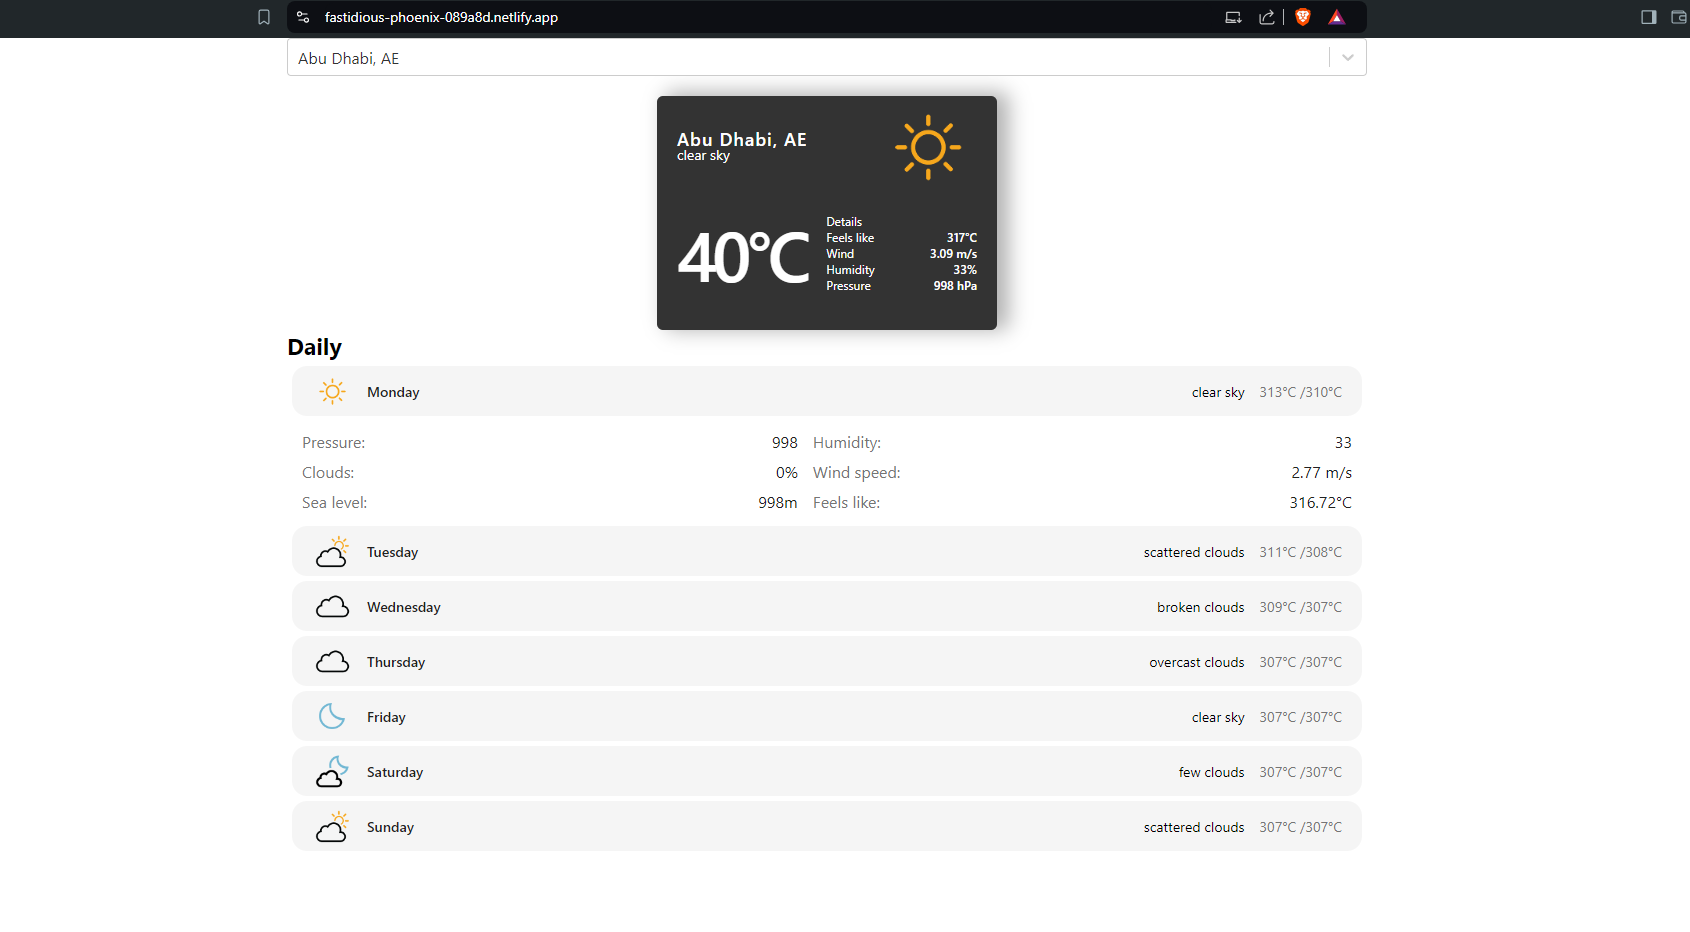 fastidious-phoenix-089a8d.netlify.app
Abu Dhabi, AE
Abu Dhabi, AE
clear sky
40°C
Details
Feels like 317°C
Wind 3.09 m/s
Humidity 33%
Pressure 998 hPa
Daily
Monday clear sky 313°C /310°C
Pressure: 998 Humidity: 33
Clouds: 0% Wind speed: 2.77 m/s
Sea level: 998m Feels like: 316.72°C
Tuesday scattered clouds 311°C /308°C
Wednesday broken clouds 309°C /307°C
Thursday overcast clouds 307°C /307°C
Friday clear sky 307°C /307°C
Saturday few clouds 307°C /307°C
Sunday scattered clouds 307°C /307°C